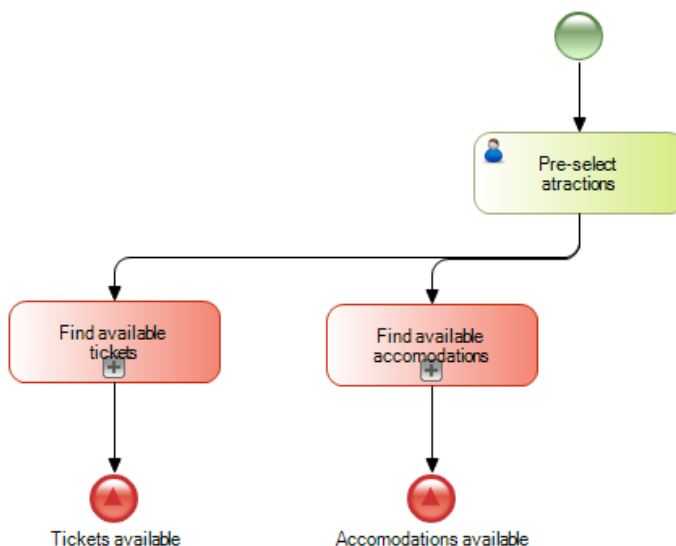 Pre-select
atractions
Find available
tickets
Find available
accomodations
Tickets available
Accomodations available